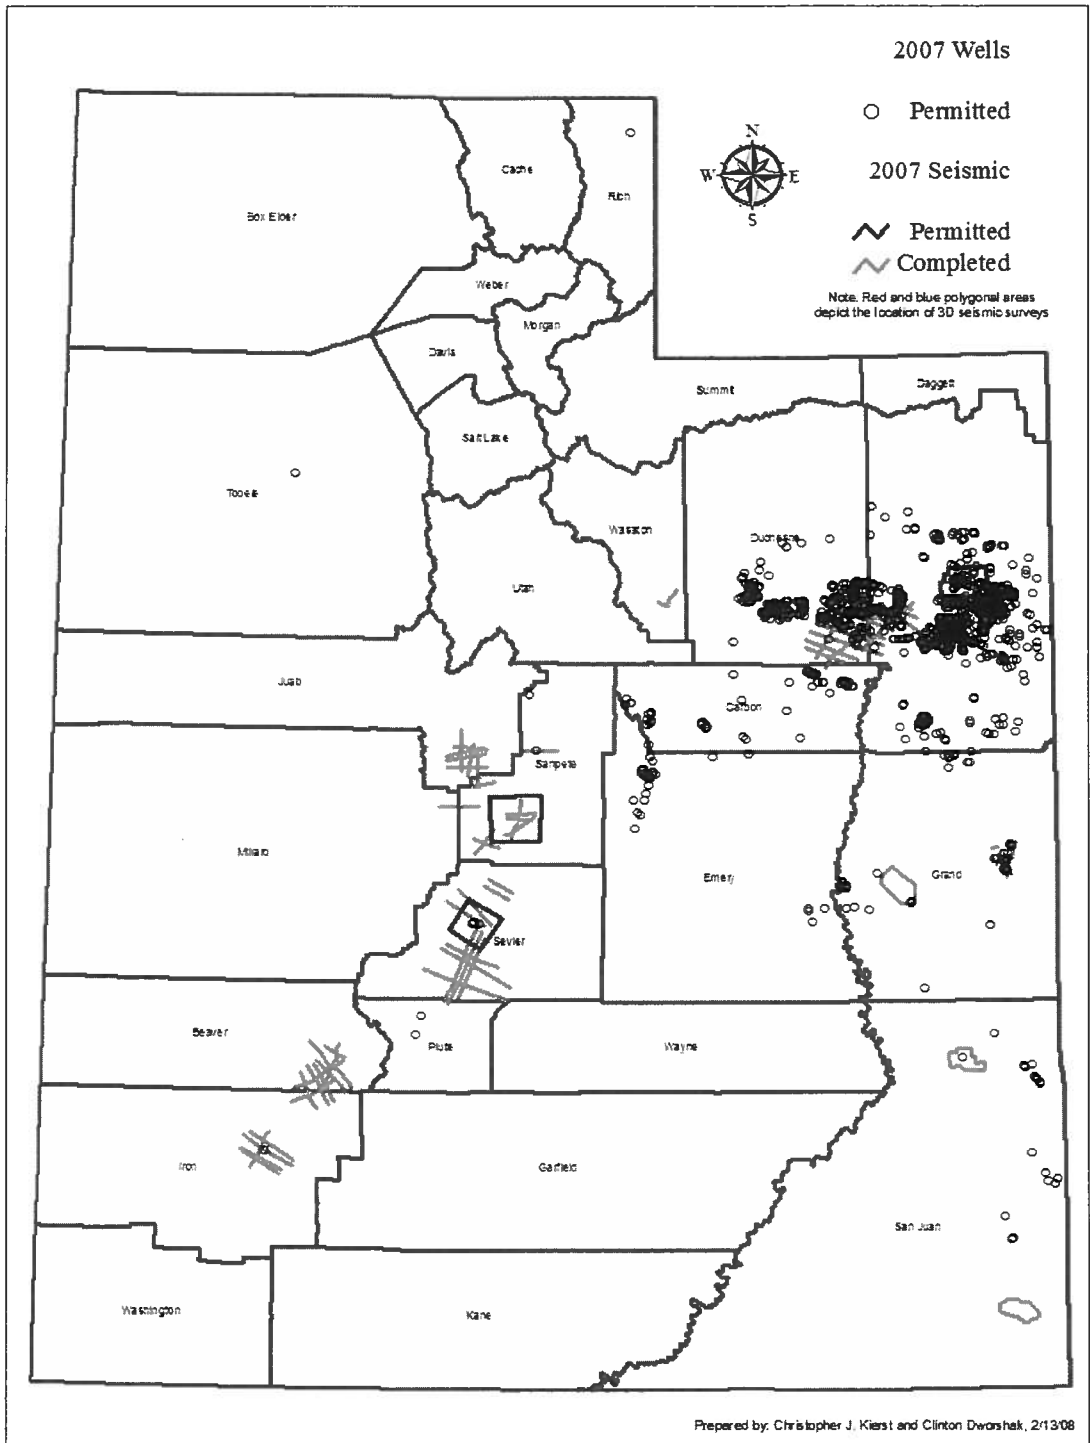 2007 Wells
Permitted
2007 Seismic
Permitted
Completed
Note. Red and blue polygonal areas
depict the location of 3D seismic surveys
N
W E
S
Cache
Rich
Box Elder
Weber
Morgan
Davis
Summit
Daggett
Salt Lake
Tooele
Wasatch
Duchesne
Utah
Juab
Carbon
Sanpete
Millard
Emery
Grand
Sevier
Beaver
Piute
Wayne
Iron
Garfield
San Juan
Washington
Kane
Prepared by: Christopher J. Kierst and Clinton Dworshak, 2/13/08